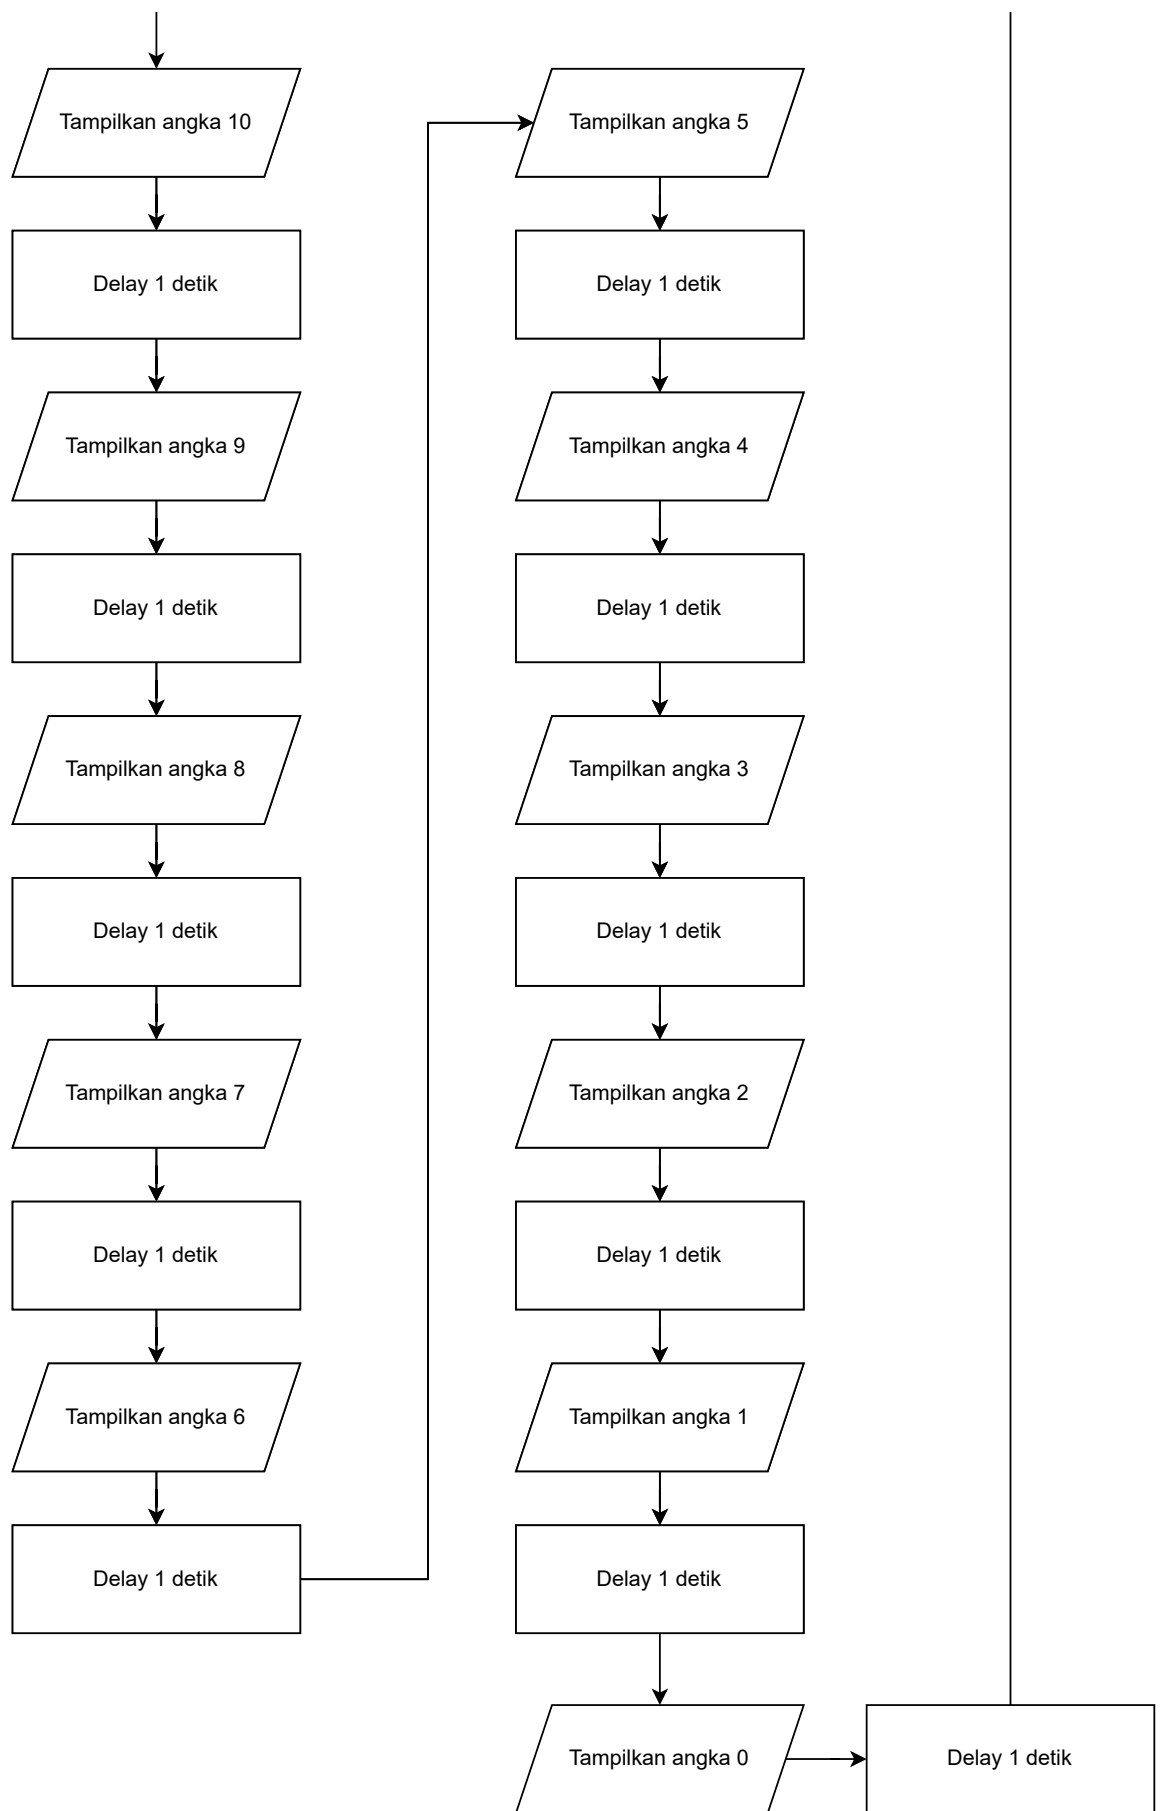 Tampilkan angka 10
Delay 1 detik
Tampilkan angka 9
Delay 1 detik
Tampilkan angka 8
Delay 1 detik
Tampilkan angka 7
Delay 1 detik
Tampilkan angka 6
Delay 1 detik
Tampilkan angka 5
Delay 1 detik
Tampilkan angka 4
Delay 1 detik
Tampilkan angka 3
Delay 1 detik
Tampilkan angka 2
Delay 1 detik
Tampilkan angka 1
Delay 1 detik
Tampilkan angka 0
Delay 1 detik